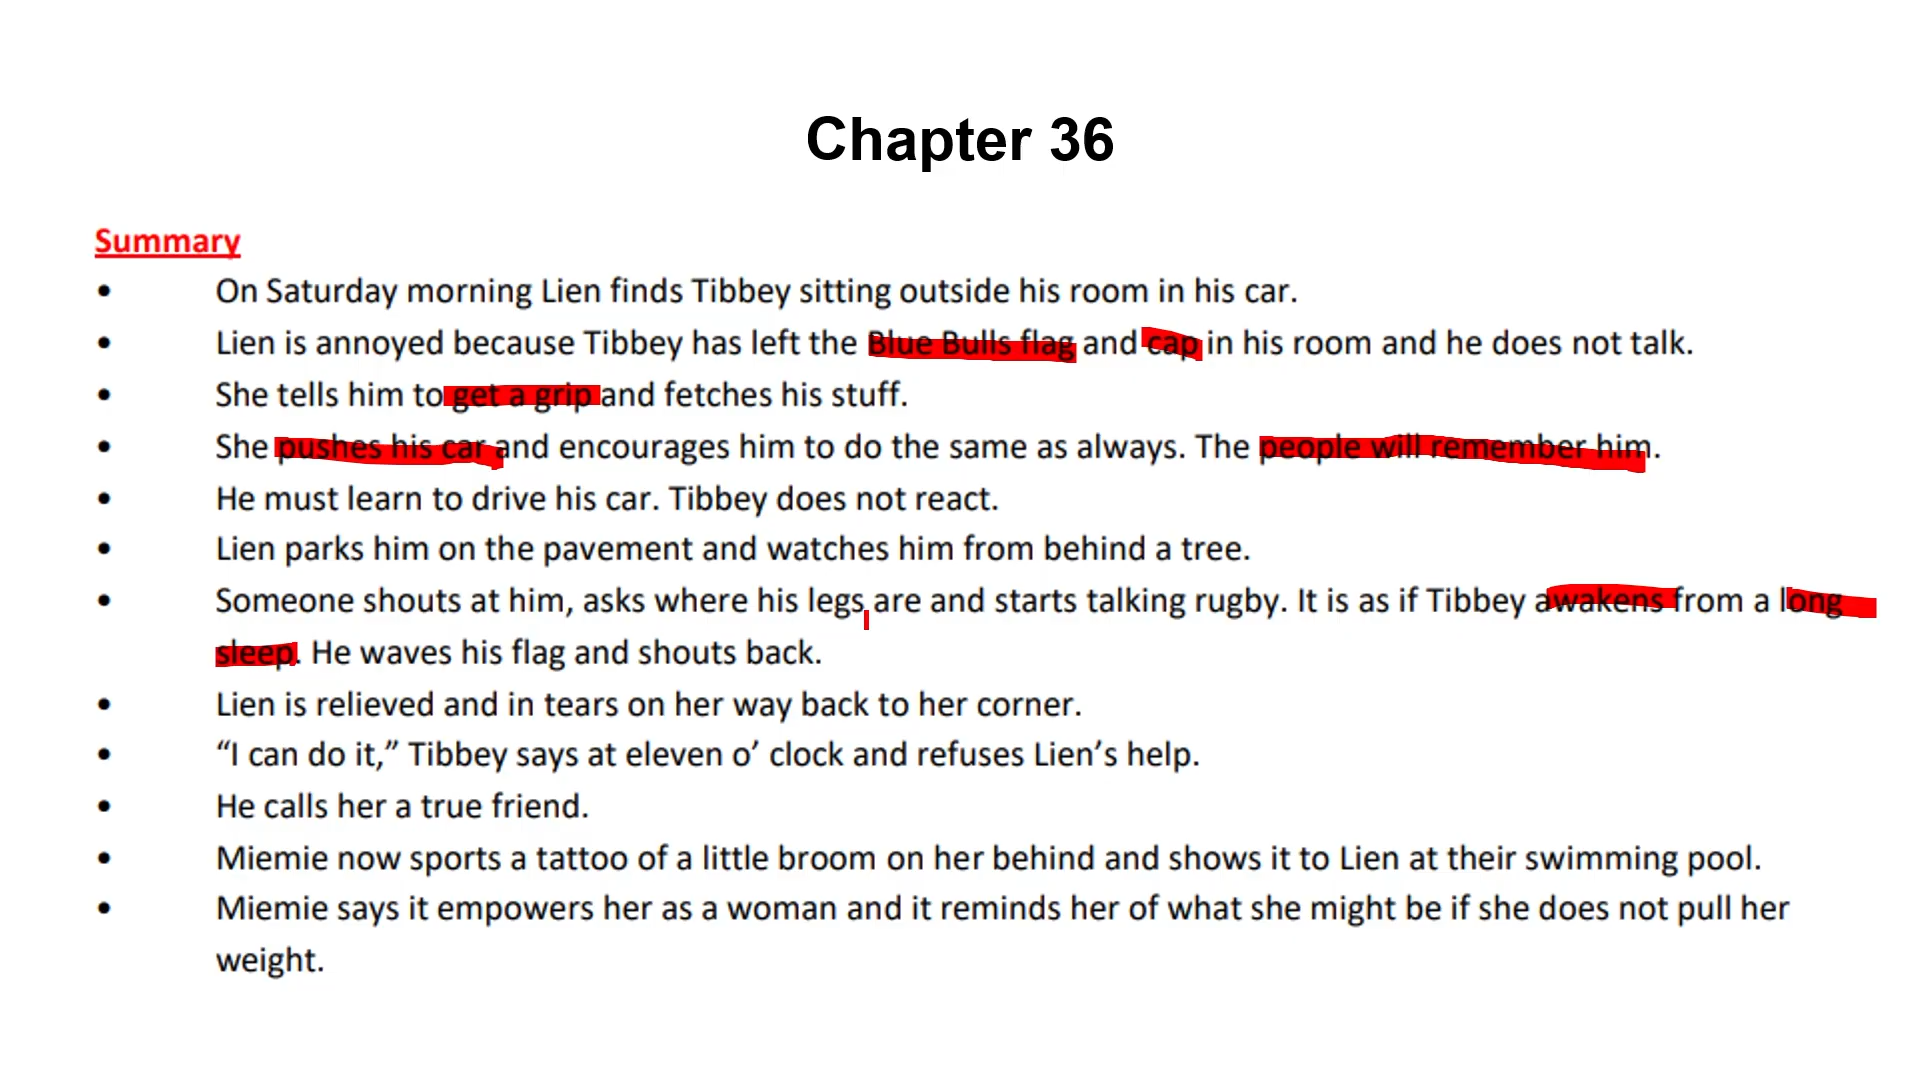 Chapter 36
Summary
• On Saturday morning Lien finds Tibbey sitting outside his room in his car.
• Lien is annoyed because Tibbey has left the Blue Bulls flag and cap in his room and he does not talk.
• She tells him to get a grip and fetches his stuff.
• She pushes his car and encourages him to do the same as always. The people will remember him.
• He must learn to drive his car. Tibbey does not react.
• Lien parks him on the pavement and watches him from behind a tree.
• Someone shouts at him, asks where his legs are and starts talking rugby. It is as if Tibbey awakens from a long
sleep. He waves his flag and shouts back.
• Lien is relieved and in tears on her way back to her corner.
• “I can do it,” Tibbey says at eleven o’ clock and refuses Lien’s help.
• He calls her a true friend.
• Miemie now sports a tattoo of a little broom on her behind and shows it to Lien at their swimming pool.
• Miemie says it empowers her as a woman and it reminds her of what she might be if she does not pull her
weight.